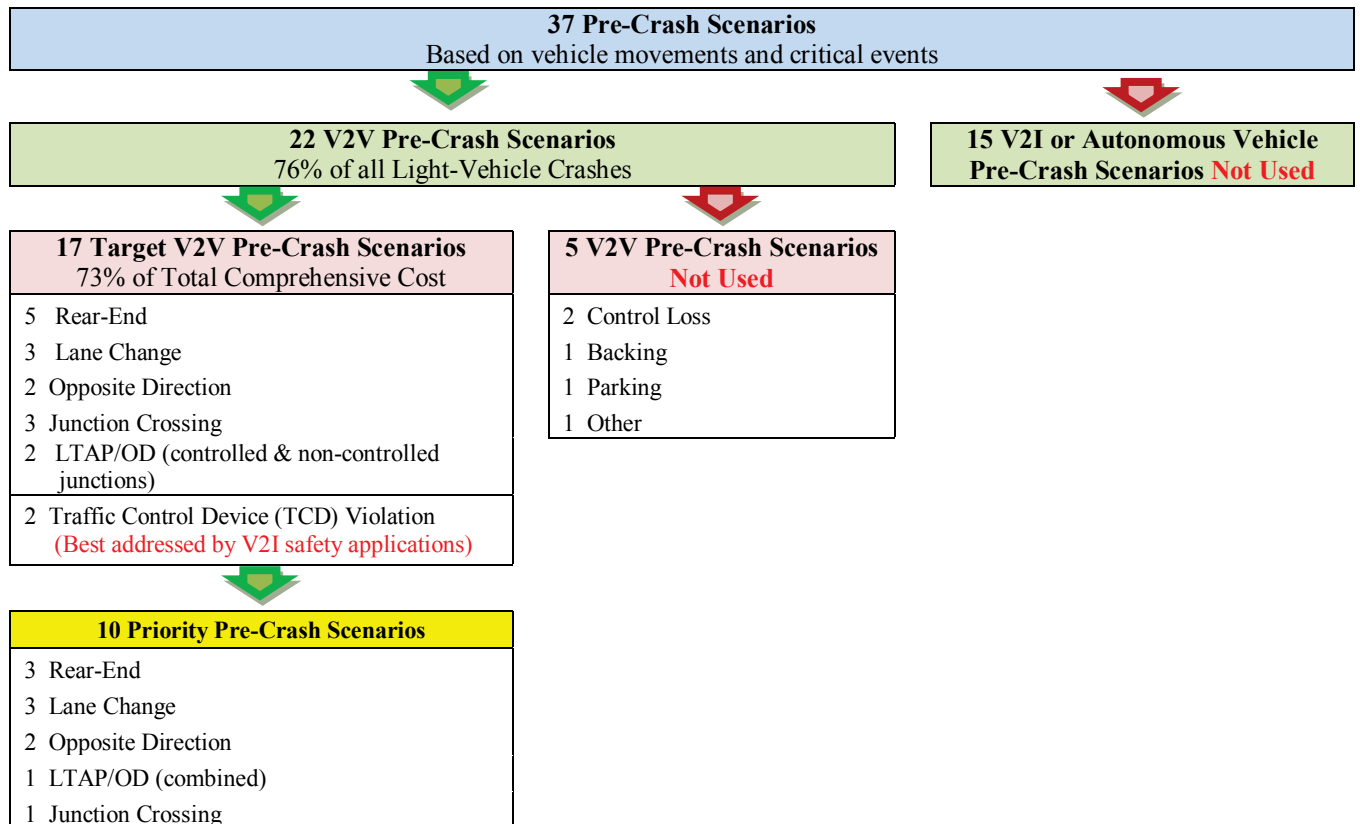 37 Pre-Crash Scenarios
Based on vehicle movements and critical events
22 V2V Pre-Crash Scenarios
76% of all Light-Vehicle Crashes
15 V2I or Autonomous Vehicle
Pre-Crash Scenarios Not Used
17 Target V2V Pre-Crash Scenarios
73% of Total Comprehensive Cost
5 Rear-End
3 Lane Change
2 Opposite Direction
3 Junction Crossing
2 LTAP/OD (controlled & non-controlled
junctions)
2 Traffic Control Device (TCD) Violation
(Best addressed by V2I safety applications)
5 V2V Pre-Crash Scenarios
Not Used
2 Control Loss
1 Backing
1 Parking
1 Other
10 Priority Pre-Crash Scenarios
3 Rear-End
3 Lane Change
2 Opposite Direction
1 LTAP/OD (combined)
1 Junction Crossing